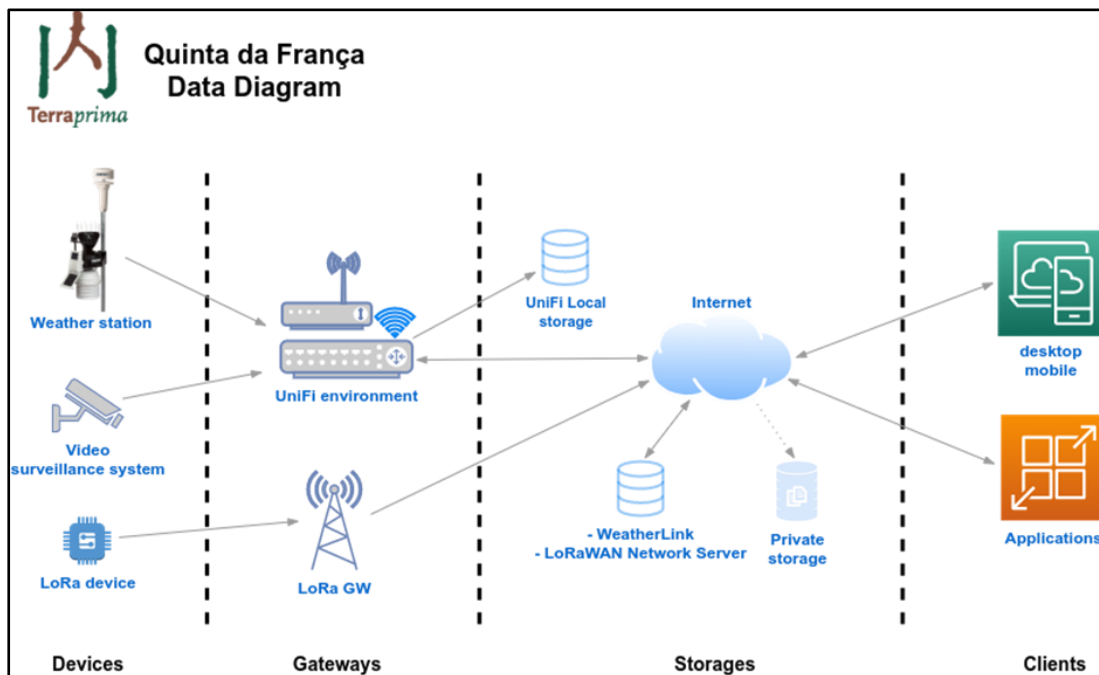 Quinta da França
Data Diagram
Terraprima
Weather station
UniFi Local
storage
Internet
UniFi environment
desktop
mobile
Video
surveillance system
- WeatherLink
- LoRaWAN Network Server
Private
storage
Applications
LoRa device
LoRa GW
Devices
Gateways
Storages
Clients